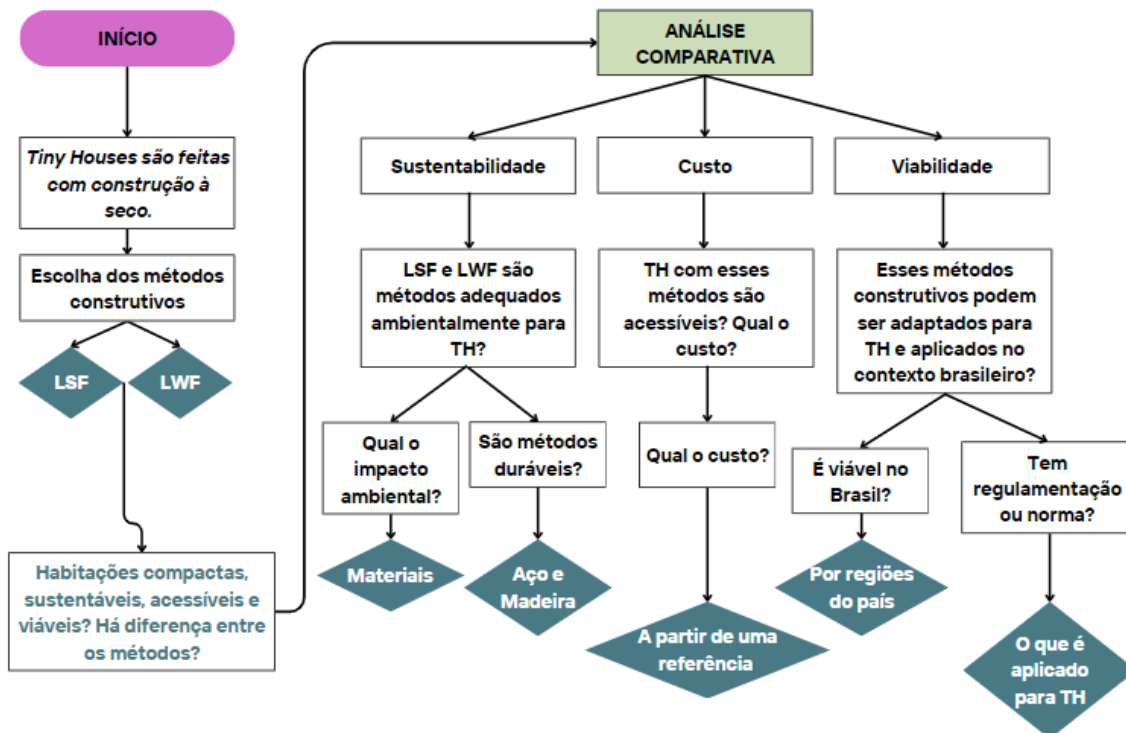 INÍCIO
Tiny Houses são feitas
com construção à
seco.
Escolha dos métodos
construtivos
LSF
LWF
Habitações compactas,
sustentáveis, acessíveis e
viáveis? Há diferença entre
os métodos?
ANÁLISE
COMPARATIVA
Sustentabilidade
Custo
Viabilidade
LSF e LWF são
métodos adequados
ambientalmente para
TH?
TH com esses
métodos são
acessíveis? Qual o
custo?
Esses métodos
construtivos podem
ser adaptados para
TH e aplicados no
contexto brasileiro?
Qual o
impacto
ambiental?
São métodos
duráveis?
Qual o custo?
É viável no
Brasil?
Tem
regulamentação
ou norma?
Materiais
Aço e
Madeira
A partir de uma
referência
Por regiões
do país
O que é
aplicado
para TH